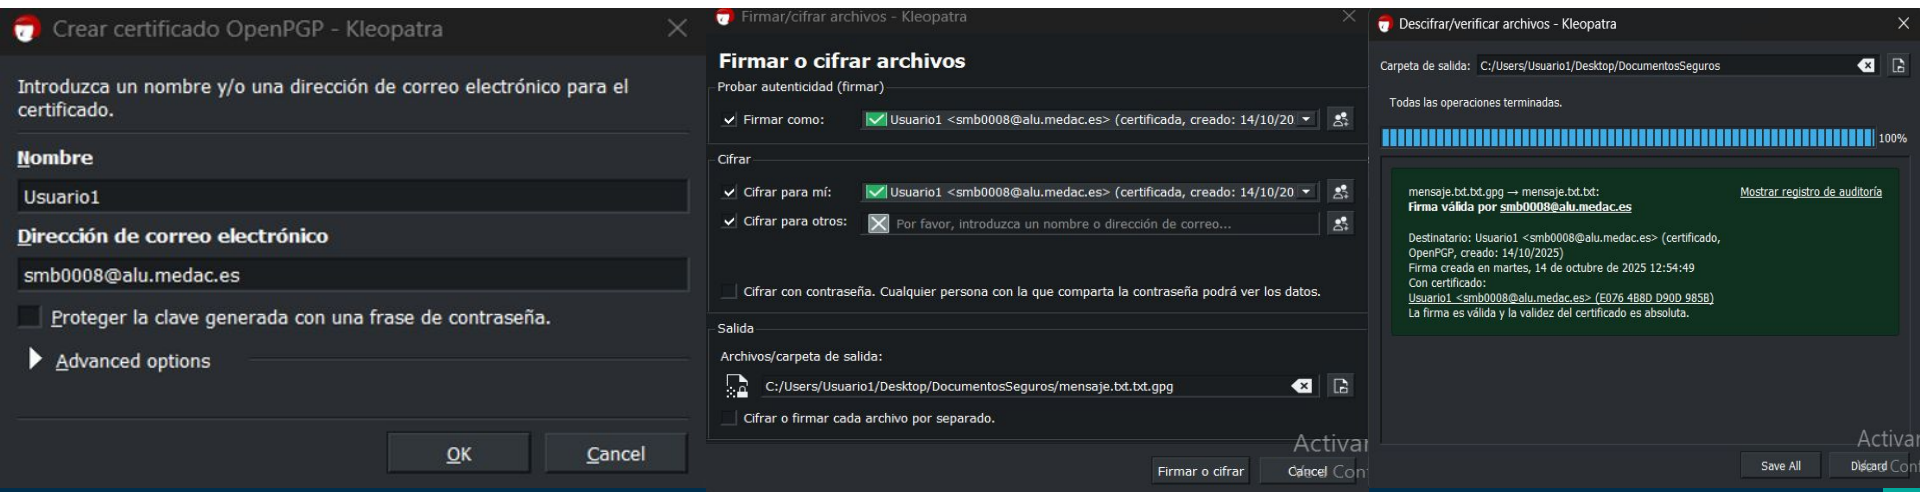 Crear certificado OpenPGP - Kleopatra
Introduzca un nombre y/o una dirección de correo electrónico para el
certificado.
Nombre
Usuario1
Dirección de correo electrónico
smb0008@alu.medac.es
Proteger la clave generada con una frase de contraseña.
Advanced options
OK
Cancel
Firmar/cifrar archivos - Kleopatra
Firmar o cifrar archivos
Probar autenticidad (firmar)
Firmar como:
Usuario1 <smb0008@alu.medac.es> (certificada, creado: 14/10/20
Cifrar
Cifrar para mí:
Usuario1 <smb0008@alu.medac.es> (certificada, creado: 14/10/20
Cifrar para otros:
Por favor, introduzca un nombre o dirección de correo...
Cifrar con contraseña. Cualquier persona con la que comparta la contraseña podrá ver los datos.
Salida
Archivos/carpeta de salida:
C:/Users/Usuario1/Desktop/DocumentosSeguros/mensaje.txt.txt.gpg
Cifrar o firmar cada archivo por separado.
Activar
Firmar o cifrar
Cancel
Descifrar/verificar archivos - Kleopatra
Carpeta de salida:
C:/Users/Usuario1/Desktop/DocumentosSeguros
Todas las operaciones terminadas.
100%
mensaje.txt.txt.gpg → mensaje.txt.txt:
Mostrar registro de auditoría
Firma válida por smb0008@alu.medac.es
Destinatario: Usuario1 <smb0008@alu.medac.es> (certificado,
OpenPGP, creado: 14/10/2025)
Firma creada en martes, 14 de octubre de 2025 12:54:49
Con certificado:
Usuario1 <smb0008@alu.medac.es> (E076 4B8D D90D 985B)
La firma es válida y la validez del certificado es absoluta.
Activar
Save All
Discard